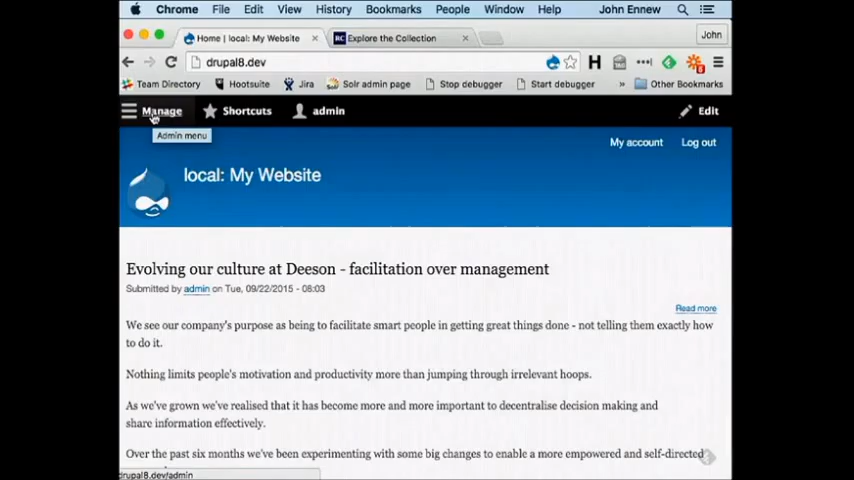 Chrome File Edit View History Bookmarks People Window Help John Ennew
Home | local: My Website Explore the Collection John
drupal8.dev
Team Directory Hootsuite Jira Solr admin page Stop debugger Start debugger » Other Bookmarks
Manage Shortcuts admin Edit
Admin menu
My account Log out
local: My Website
Evolving our culture at Deeson - facilitation over management
Submitted by admin on Tue, 09/22/2015 - 08:03
Read more
We see our company's purpose as being to facilitate smart people in getting great things done - not telling them exactly how
to do it.
Nothing limits people's motivation and productivity more than jumping through irrelevant hoops.
As we've grown we've realised that it has become more and more important to decentralise decision making and
share information effectively.
Over the past six months we've been experimenting with some big changes to enable a more empowered and self-directed
drupal8.dev/admin